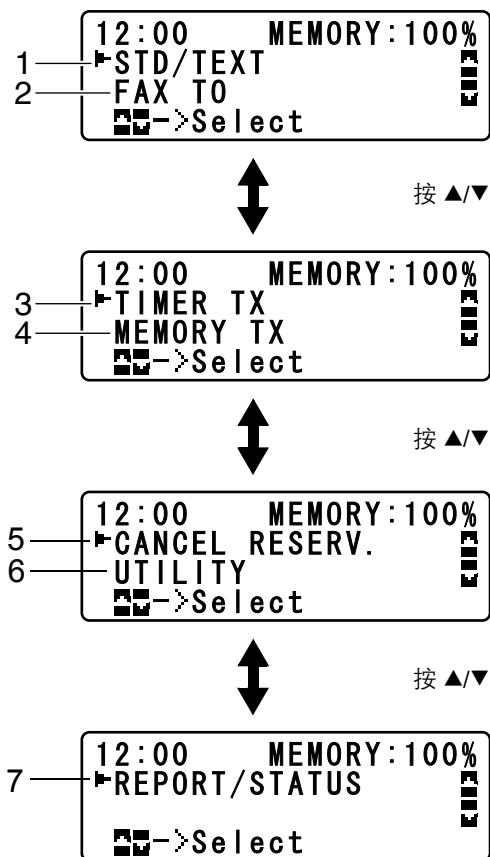 12:00 MEMORY:100%
1 STD/TEXT
2 FAX TO
->Select
按 ▲/▼
12:00 MEMORY:100%
3 TIMER TX
4 MEMORY TX
->Select
按 ▲/▼
12:00 MEMORY:100%
5 CANCEL RESERV.
6 UTILITY
->Select
按 ▲/▼
12:00 MEMORY:100%
7 REPORT/STATUS
->Select